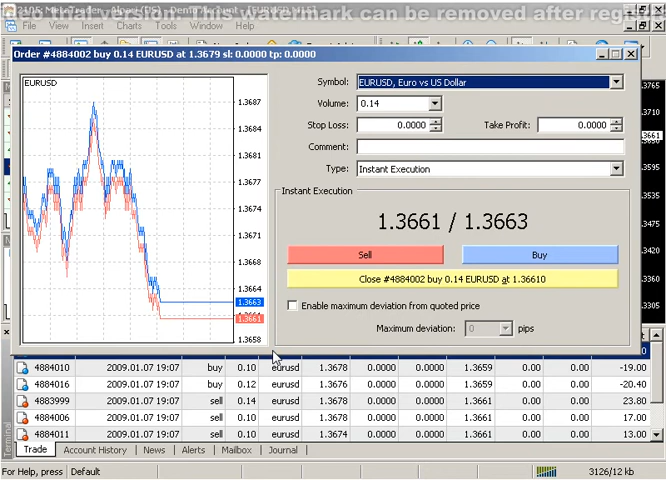 Order #4884002 buy 0.14 EURUSD at 1.3679 sl: 0.0000 tp: 0.0000
File View Insert Charts Tools Window Help
EURUSD
1.3687
1.3684
1.3681
1.3677
1.3674
1.3671
1.3668
1.3663
1.3661
1.3658
Symbol: EURUSD, Euro vs US Dollar
Volume: 0.14
Stop Loss: 0.0000 Take Profit: 0.0000
Comment:
Type: Instant Execution
Instant Execution
1.3661 / 1.3663
Sell Buy
Close #4884002 buy 0.14 EURUSD at 1.36610
Enable maximum deviation from quoted price
Maximum deviation: 0 pips
1.3765
1.3661
1.3305
4884010 2009.01.07 19:07 buy 0.10 eurusd 1.3678 0.0000 0.0000 1.3659 0.00 0.00 -19.00
4884016 2009.01.07 19:07 buy 0.12 eurusd 1.3676 0.0000 0.0000 1.3659 0.00 0.00 -20.40
4883999 2009.01.07 19:07 sell 0.14 eurusd 1.3678 0.0000 0.0000 1.3661 0.00 0.00 23.80
4884006 2009.01.07 19:07 sell 0.10 eurusd 1.3678 0.0000 0.0000 1.3661 0.00 0.00 17.00
4884011 2009.01.07 19:07 sell 0.10 eurusd 1.3674 0.0000 0.0000 1.3661 0.00 0.00 13.00
Terminal
Trade Account History News Alerts Mailbox Journal
For Help, press Default 3126/12 kb